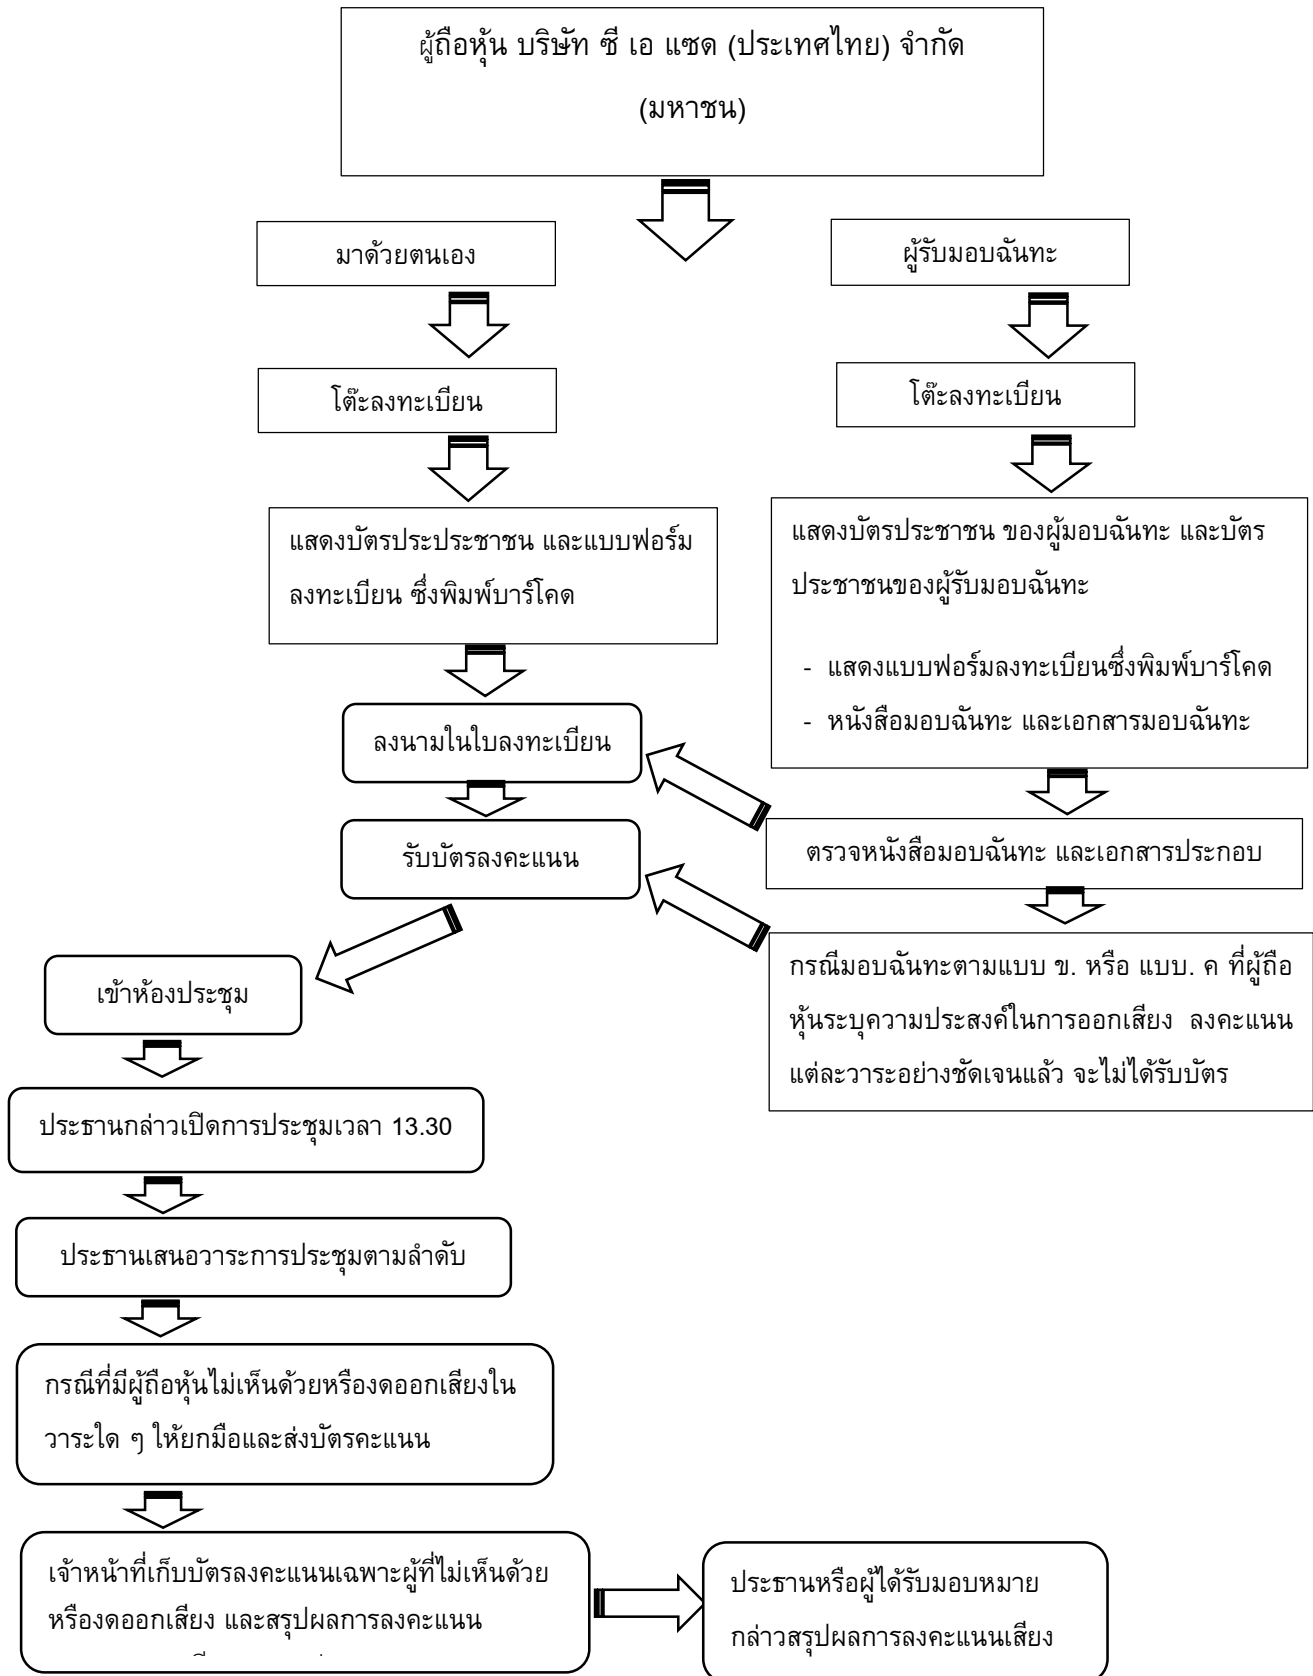 ผู้ถือหุ้น บริษัท ซี เอ แซด (ประเทศไทย) จำกัด
(มหาชน)
มาด้วยตนเอง
ผู้รับมอบฉันทะ
โต๊ะลงทะเบียน
โต๊ะลงทะเบียน
แสดงบัตรประประชาชน และแบบฟอร์ม
ลงทะเบียน ซึ่งพิมพ์บาร์โคด
แสดงบัตรประชาชน ของผู้มอบฉันทะ และบัตร
ประชาชนของผู้รับมอบฉันทะ
- แสดงแบบฟอร์มลงทะเบียนซึ่งพิมพ์บาร์โคด
- หนังสือมอบฉันทะ และเอกสารมอบฉันทะ
ลงนามในใบลงทะเบียน
รับบัตรลงคะแนน
ตรวจหนังสือมอบฉันทะ และเอกสารประกอบ
กรณีมอบฉันทะตามแบบ ข. หรือ แบบ. ค ที่ผู้ถือ
หุ้นระบุความประสงค์ในการออกเสียง ลงคะแนน
แต่ละวาระอย่างชัดเจนแล้ว จะไม่ได้รับบัตร
เข้าห้องประชุม
ประธานกล่าวเปิดการประชุมเวลา 13.30
ประธานเสนอวาระการประชุมตามลำดับ
กรณีที่มีผู้ถือหุ้นไม่เห็นด้วยหรืองดออกเสียงใน
วาระใด ๆ ให้ยกมือและส่งบัตรคะแนน
เจ้าหน้าที่เก็บบัตรลงคะแนนเฉพาะผู้ที่ไม่เห็นด้วย
หรืองดออกเสียง และสรุปผลการลงคะแนน
ประธานหรือผู้ได้รับมอบหมาย
กล่าวสรุปผลการลงคะแนนเสียง